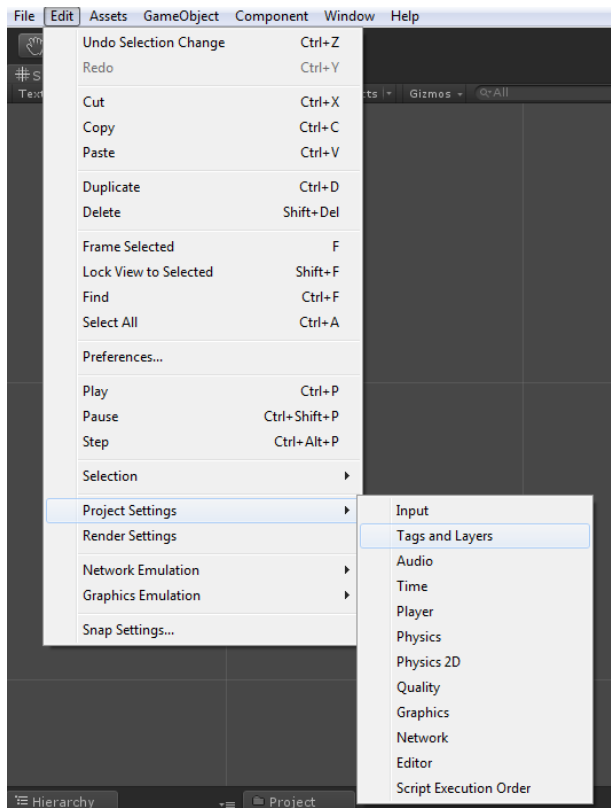 File Edit Assets GameObject Component Window Help
Undo Selection Change Ctrl+Z
Redo Ctrl+Y
Cut Ctrl+X
Copy Ctrl+C
Paste Ctrl+V
Duplicate Ctrl+D
Delete Shift+Del
Frame Selected F
Lock View to Selected Shift+F
Find Ctrl+F
Select All Ctrl+A
Preferences...
Play Ctrl+P
Pause Ctrl+Shift+P
Step Ctrl+Alt+P
Selection
Project Settings
Render Settings
Network Emulation
Graphics Emulation
Snap Settings...
Gizmos All
Input
Tags and Layers
Audio
Time
Player
Physics
Physics 2D
Quality
Graphics
Network
Editor
Script Execution Order
Hierarchy Project